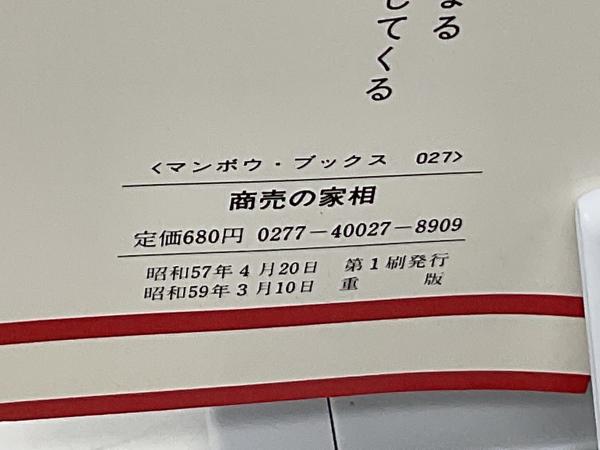 なる
してくる
<マンボウ・ブックス 027>
商売の家相
定価680円 0277-40027-8909
昭和57年4月20日 第1刷発行
昭和59年3月10日 重版